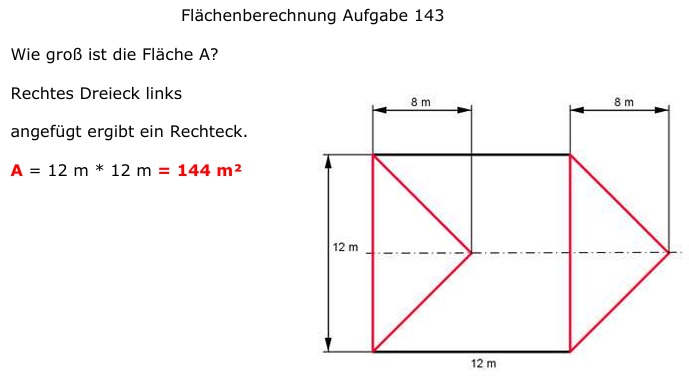 Flächenberechnung Aufgabe 143
Wie groß ist die Fläche A?
Rechtes Dreieck links
angefügt ergibt ein Rechteck.
A = 12 m * 12 m = 144 m²
8 m
8 m
12 m
12 m